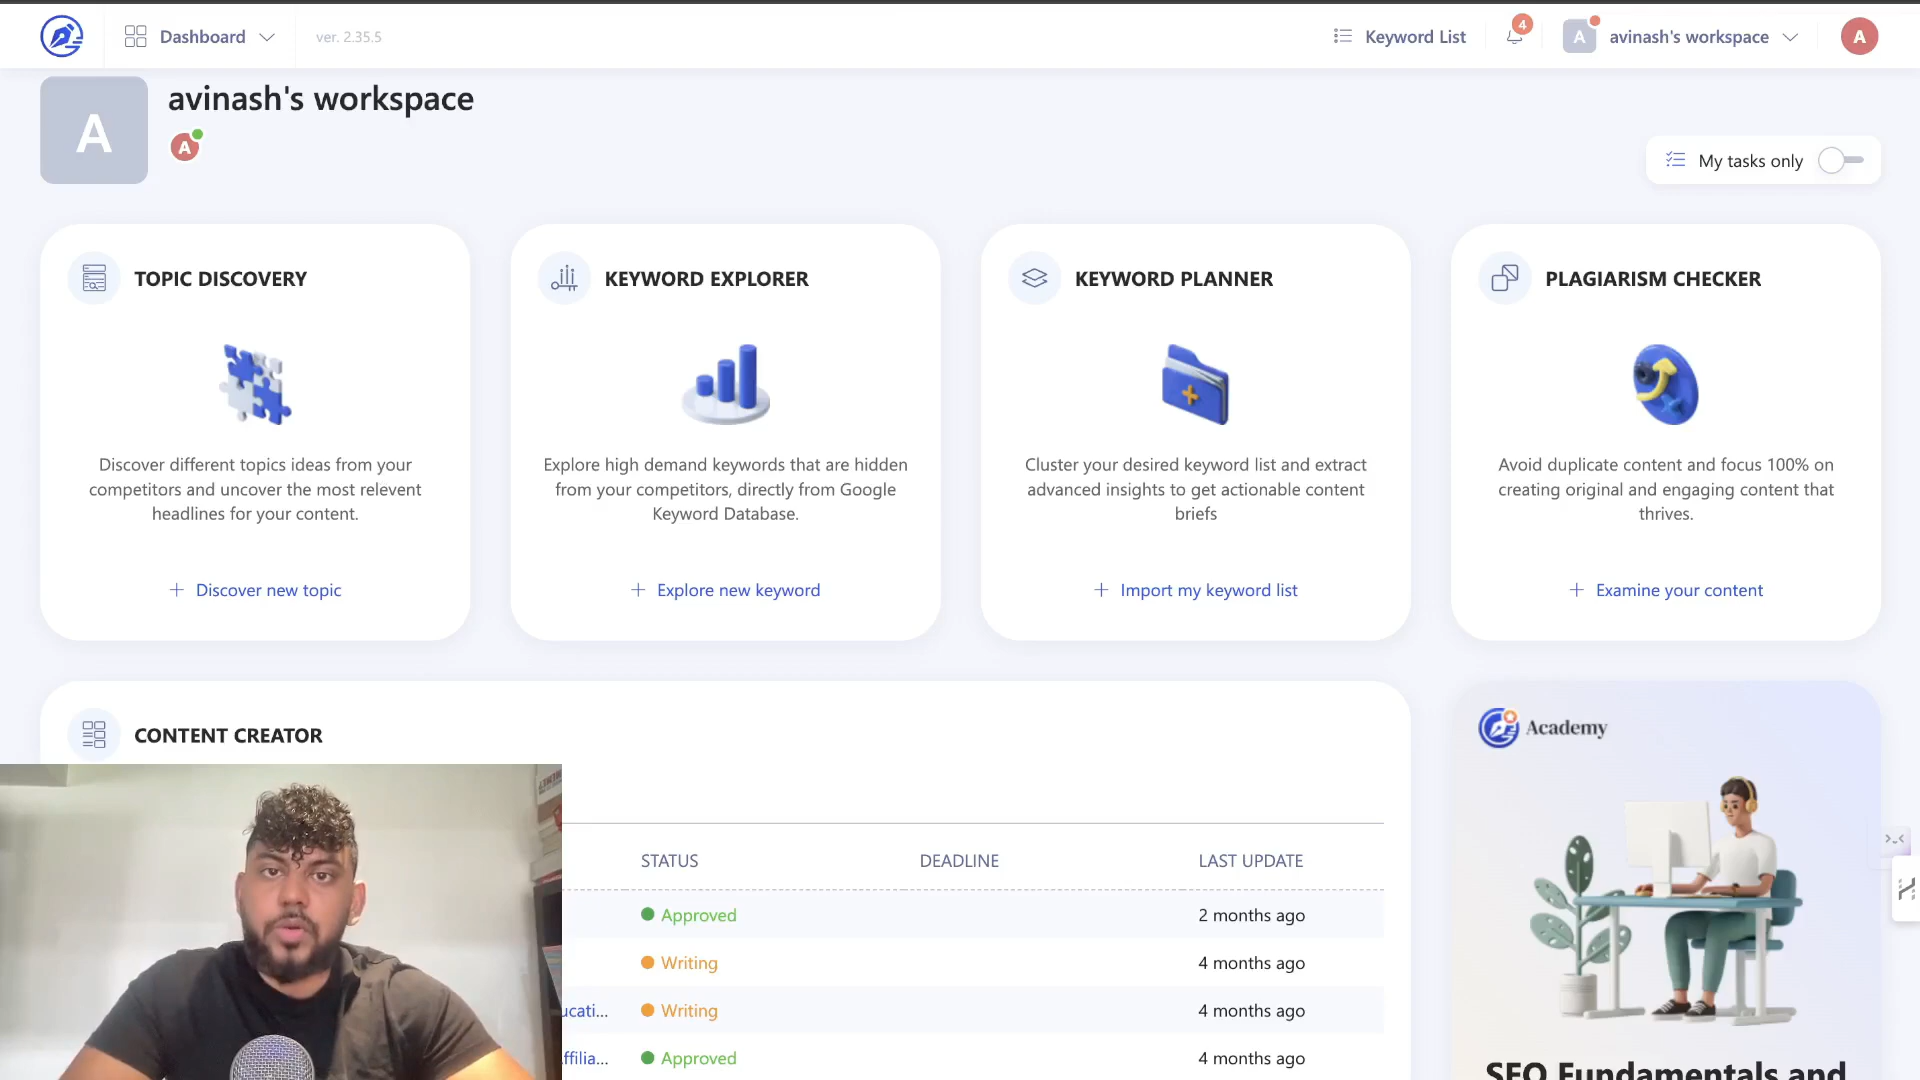 Dashboard
ver. 2.35.5
Keyword List
4
A
avinash's workspace
A
A
avinash's workspace
A
My tasks only
TOPIC DISCOVERY
Discover different topics ideas from your
competitors and uncover the most relevent
headlines for your content.
+ Discover new topic
KEYWORD EXPLORER
Explore high demand keywords that are hidden
from your competitors, directly from Google
Keyword Database.
+ Explore new keyword
KEYWORD PLANNER
Cluster your desired keyword list and extract
advanced insights to get actionable content
briefs
+ Import my keyword list
PLAGIARISM CHECKER
Avoid duplicate content and focus 100% on
creating original and engaging content that
thrives.
+ Examine your content
CONTENT CREATOR
STATUS DEADLINE LAST UPDATE
Approved 2 months ago
Writing 4 months ago
ucati... Writing 4 months ago
ffilia... Approved 4 months ago
Academy
SEO Fundamentals and